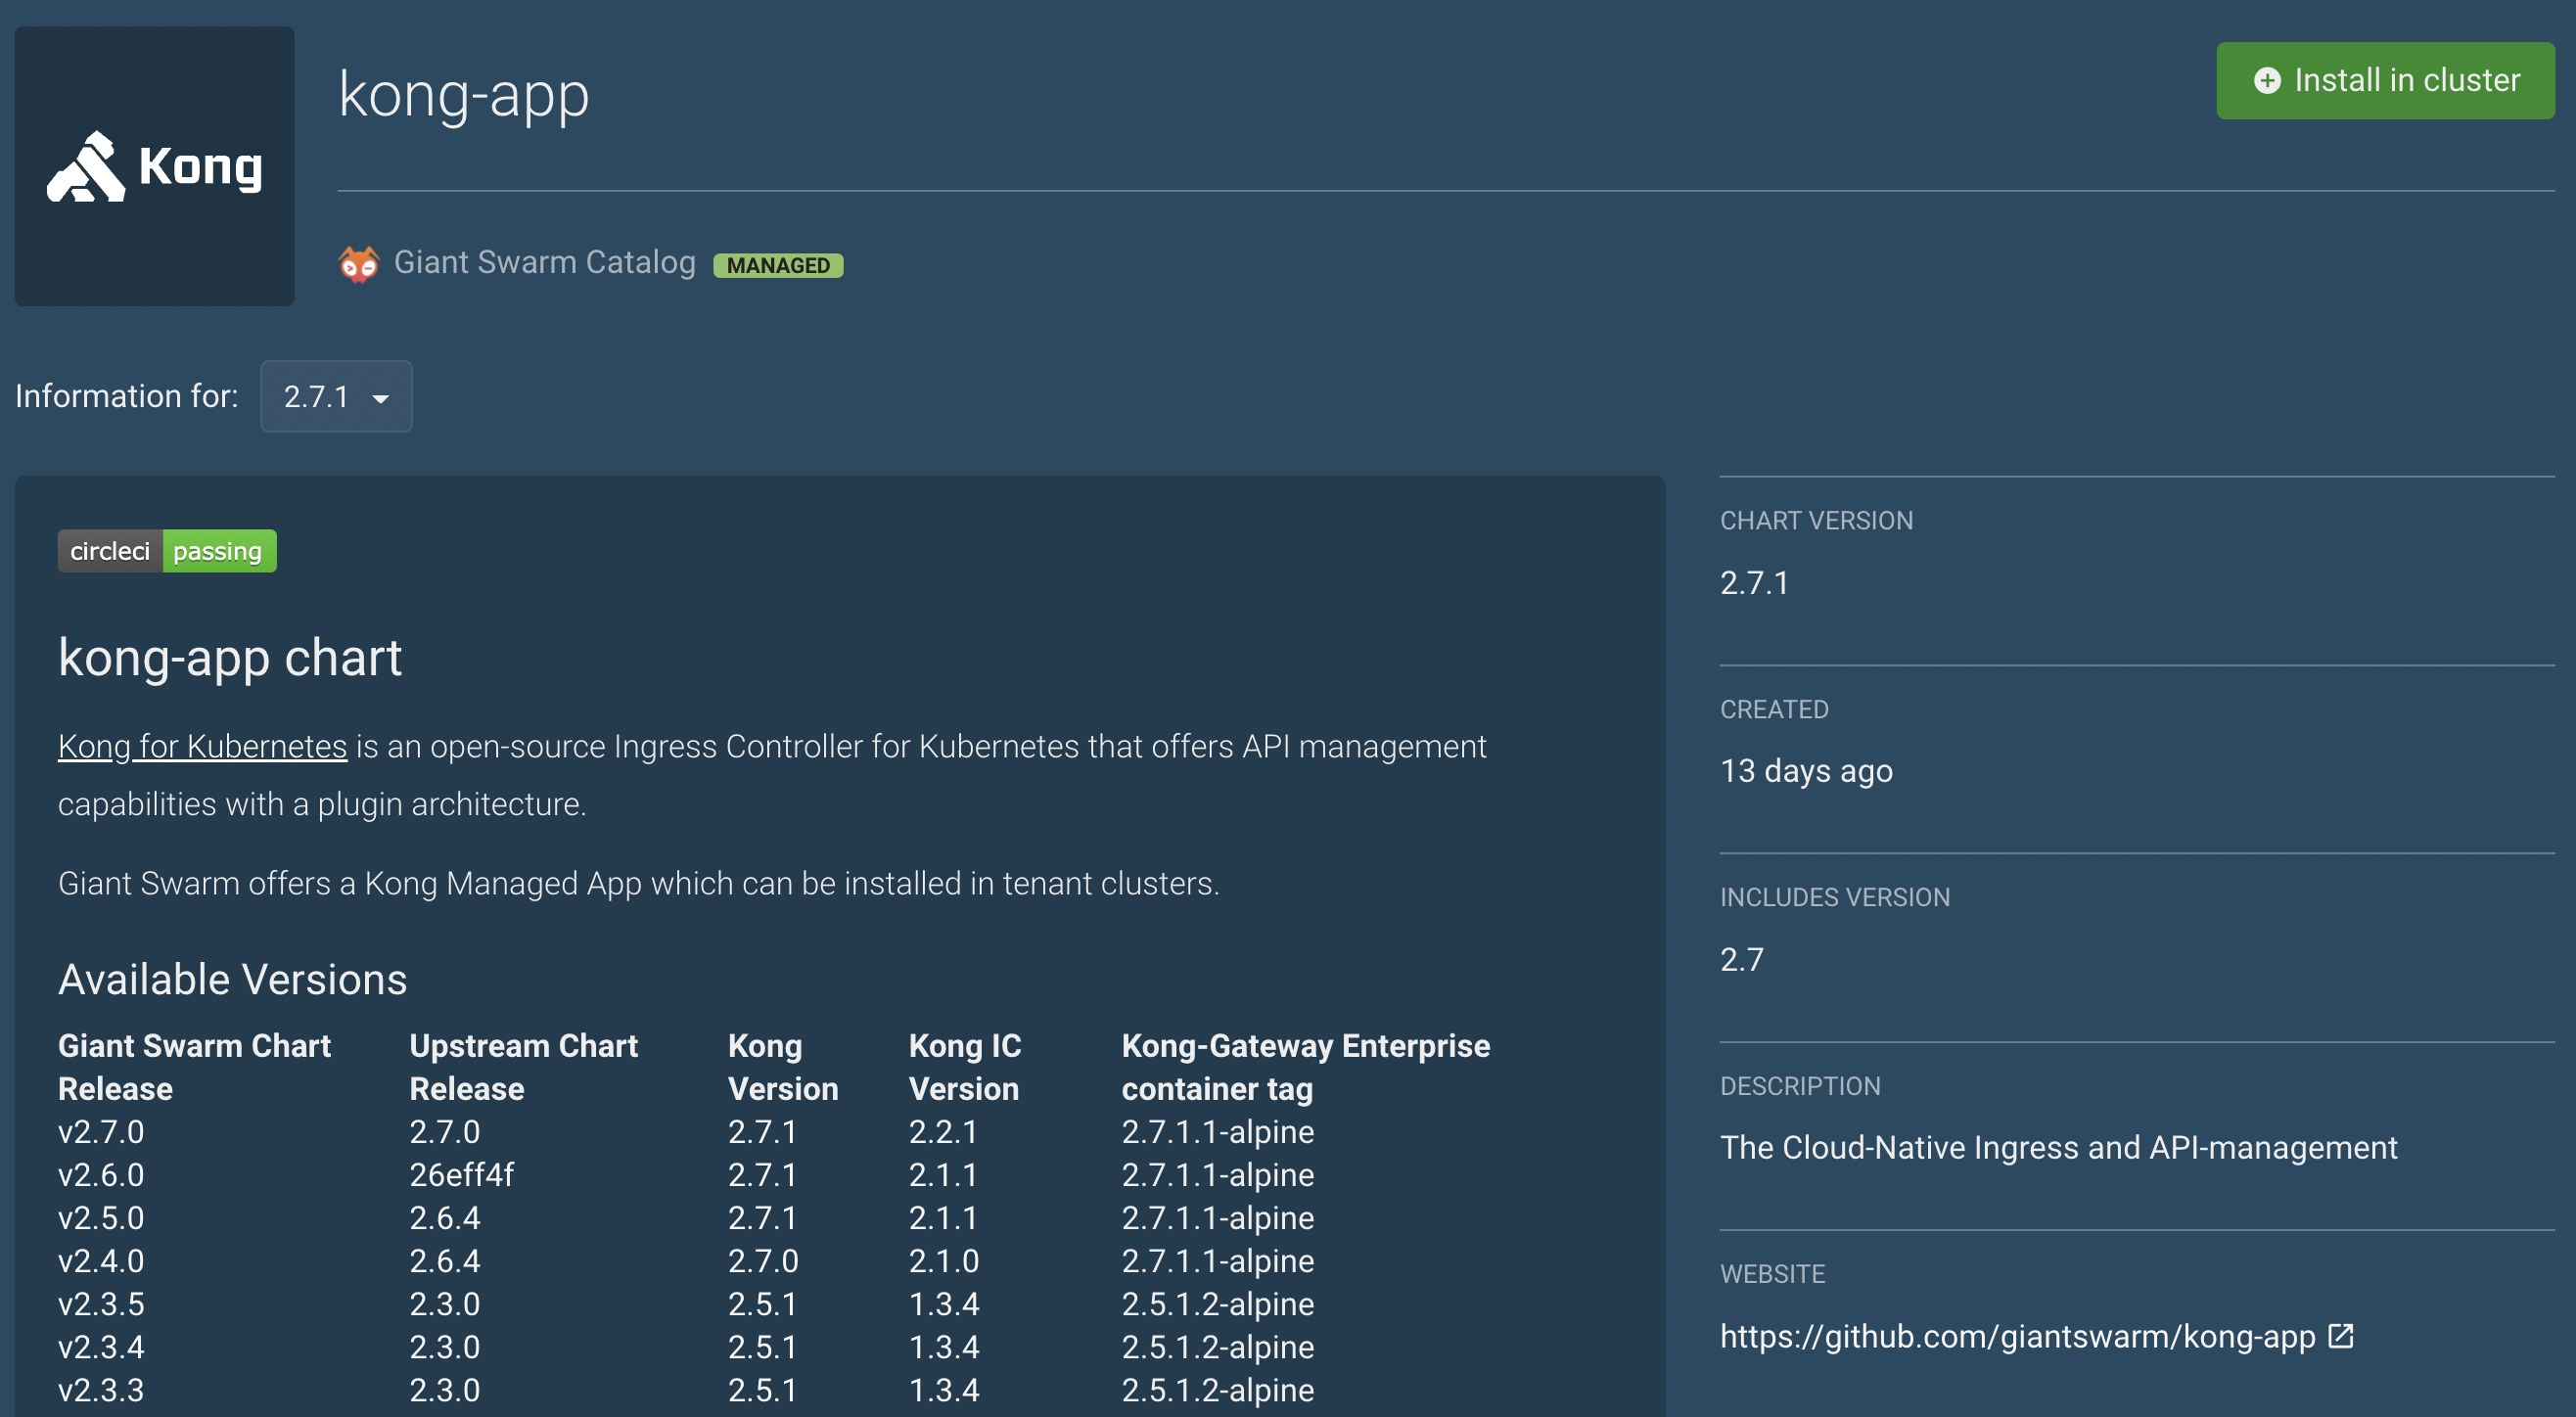 Kong
kong-app
Install in cluster
Giant Swarm Catalog MANAGED
Information for: 2.7.1
circleci passing
kong-app chart
Kong for Kubernetes is an open-source Ingress Controller for Kubernetes that offers API management
capabilities with a plugin architecture.
Giant Swarm offers a Kong Managed App which can be installed in tenant clusters.
Available Versions
Giant Swarm Chart Upstream Chart Kong Kong IC Kong-Gateway Enterprise
Release Release Version Version container tag
v2.7.0 2.7.0 2.7.1 2.2.1 2.7.1.1-alpine
v2.6.0 26eff4f 2.7.1 2.1.1 2.7.1.1-alpine
v2.5.0 2.6.4 2.7.1 2.1.1 2.7.1.1-alpine
v2.4.0 2.6.4 2.7.0 2.1.0 2.7.1.1-alpine
v2.3.5 2.3.0 2.5.1 1.3.4 2.5.1.2-alpine
v2.3.4 2.3.0 2.5.1 1.3.4 2.5.1.2-alpine
v2.3.3 2.3.0 2.5.1 1.3.4 2.5.1.2-alpine
CHART VERSION
2.7.1
CREATED
13 days ago
INCLUDES VERSION
2.7
DESCRIPTION
The Cloud-Native Ingress and API-management
WEBSITE
https://github.com/giantswarm/kong-app